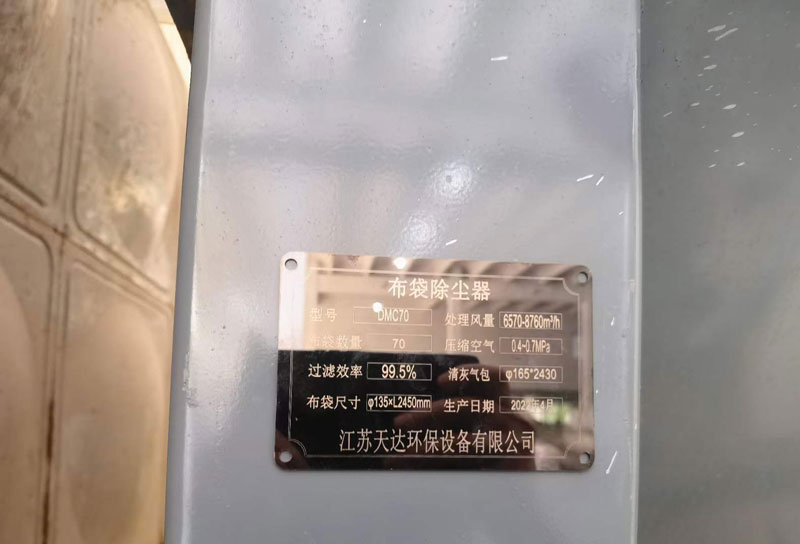 布袋除尘器
型号 DMC70 处理风量 6570-8760m³/h
布袋数量 70 压缩空气 0.4~0.7MPa
过滤效率 99.5% 清灰气包 φ165*2430
布袋尺寸 φ135×L2450mm 生产日期
江苏天达环保设备有限公司